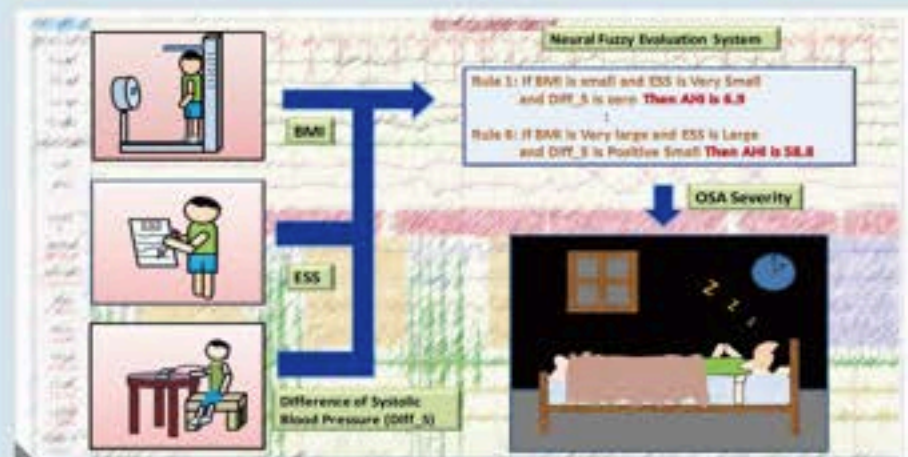 Neural Fuzzy Evaluation System
Rule 1: If BMI is small and ESS is Very Small
and Diff_S is zero Then AHI is 6.9
:
Rule 6: If BMI is Very large and ESS is Large
and Diff_S is Positive Small Then AHI is 58.8
BMI
OSA Severity
ESS
Difference of Systolic
Blood Pressure (Diff_S)